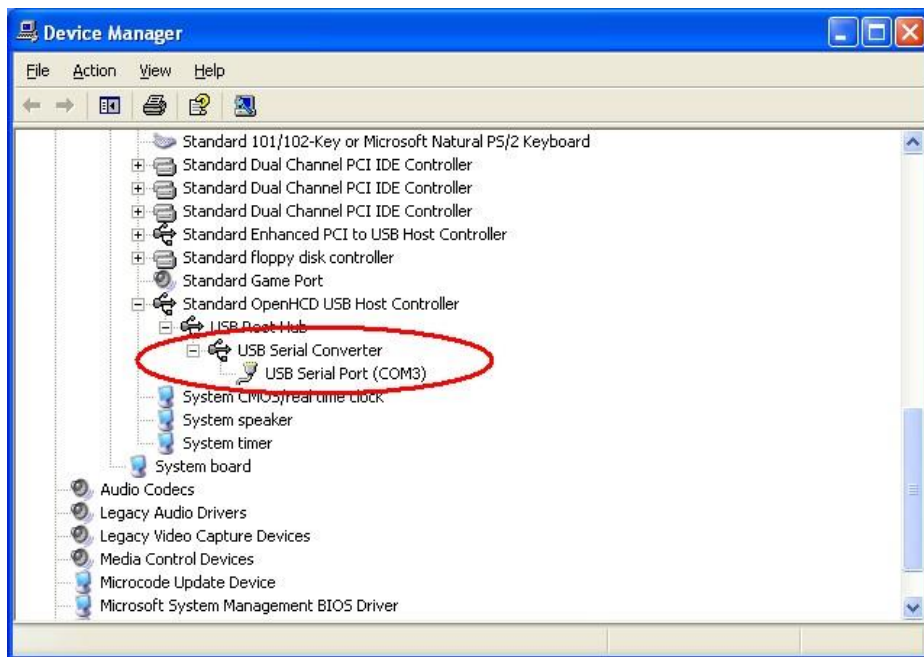 Device Manager
File Action View Help
Standard 101/102-Key or Microsoft Natural PS/2 Keyboard
Standard Dual Channel PCI IDE Controller
Standard Dual Channel PCI IDE Controller
Standard Dual Channel PCI IDE Controller
Standard Enhanced PCI to USB Host Controller
Standard floppy disk controller
Standard Game Port
Standard OpenHCD USB Host Controller
USB Root Hub
USB Serial Converter
USB Serial Port (COM3)
System CMOS/real time clock
System speaker
System timer
System board
Audio Codecs
Legacy Audio Drivers
Legacy Video Capture Devices
Media Control Devices
Microcode Update Device
Microsoft System Management BIOS Driver